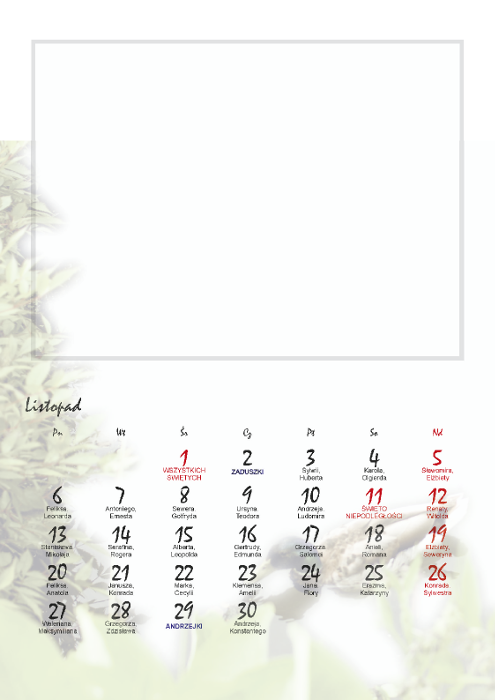 Listopad
Pn Wt Śr Cz Pt So Nd
1 2 3 4 5
WSZYSTKICH ŚWIĘTYCH ZADUSZKI Sylwii, Huberta Karola, Olgierda Sławomira, Elżbiety
6 7 8 9 10 11 12
Feliksa, Leonarda Antoniego, Ernesta Sewera Gotfryda Ursyna Teodora Andrzeja, Ludomira ŚWIĘTO NIEPODLEGŁOŚCI Renaty, Witolda
13 14 15 16 17 18 19
Stanisława Mikołaja Serafina, Rogera Alberta, Leopolda Gertrudy, Edmunda Grzegorza Salomei Anieli, Romana Elżbiety, Seweryna
20 21 22 23 24 25 26
Feliksa, Anatola Janusza, Konrada Marka, Cecylii Klemensa, Amelii Jana, Flory Erazma, Katarzyny Konrada, Sylwestra
27 28 29 30
Waleriana Maksymiliana Grzegorza Zdzisława ANDRZEJKI Andrzeja, Konstantego